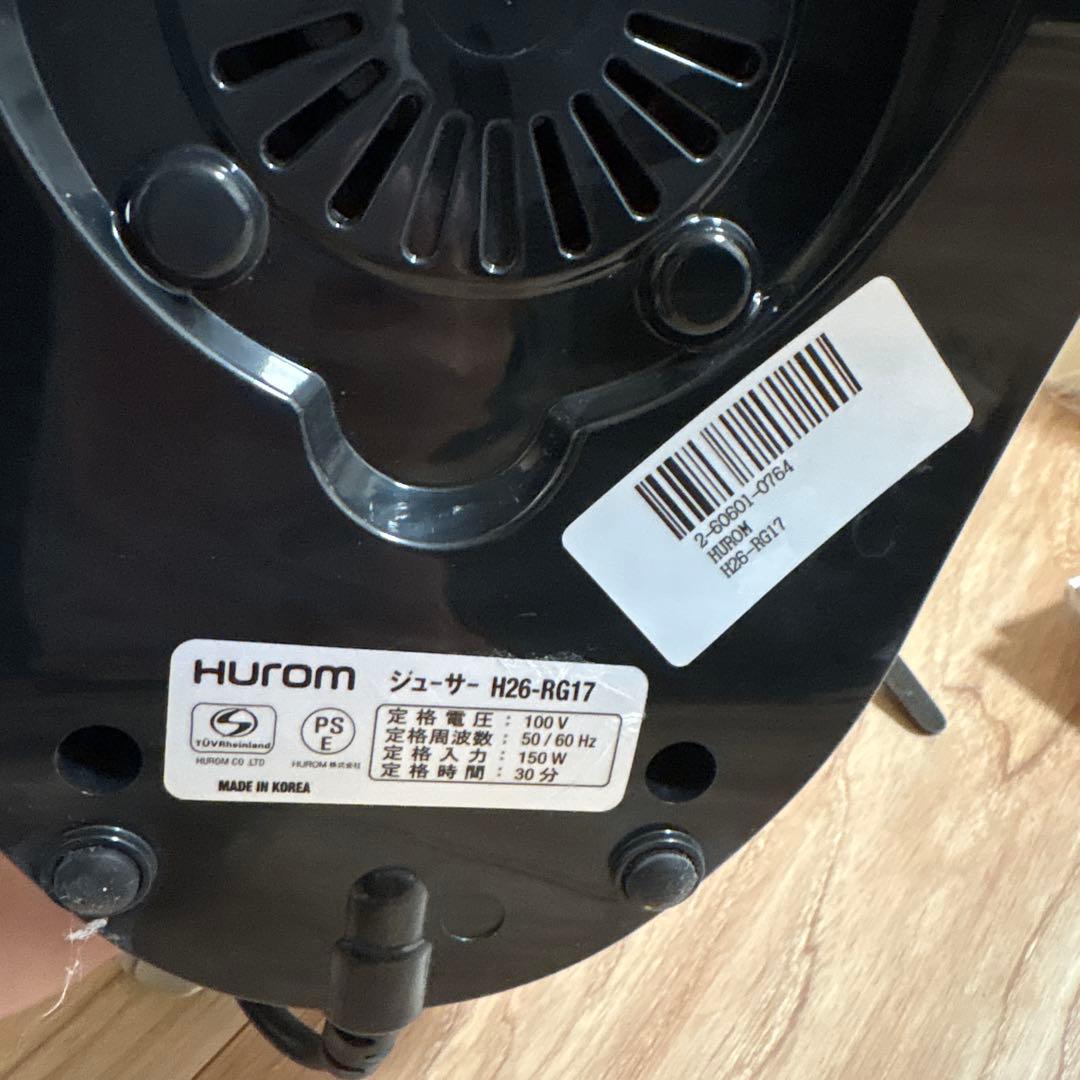 2-60601-0764
HUROM
H26-RG17
HUROM ジューサー H26-RG17
TÜVRheinland
HUROM CO .LTD
PS
E
HUROM 株式会社
MADE IN KOREA
定格電圧 : 100 V
定格周波数 : 50 / 60 Hz
定格入力 : 150 W
定格時間 : 30 分